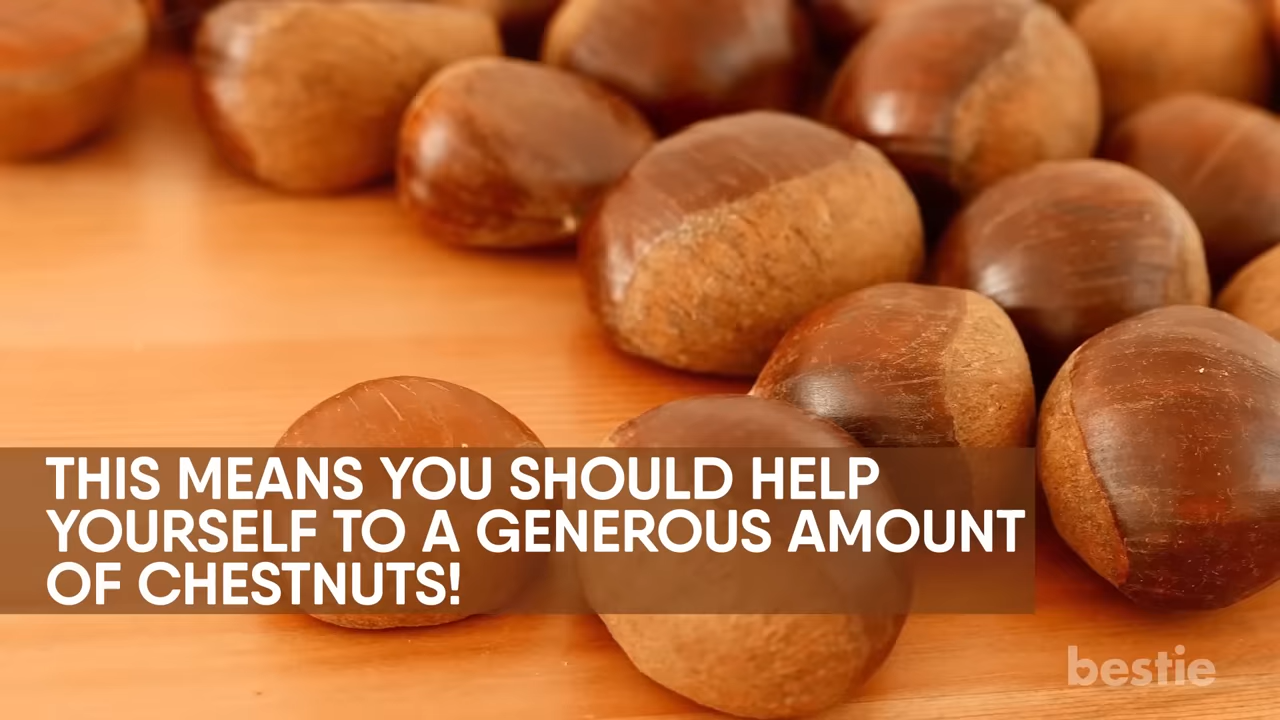 THIS MEANS YOU SHOULD HELP
YOURSELF TO A GENEROUS AMOUNT
OF CHESTNUTS!
bestie